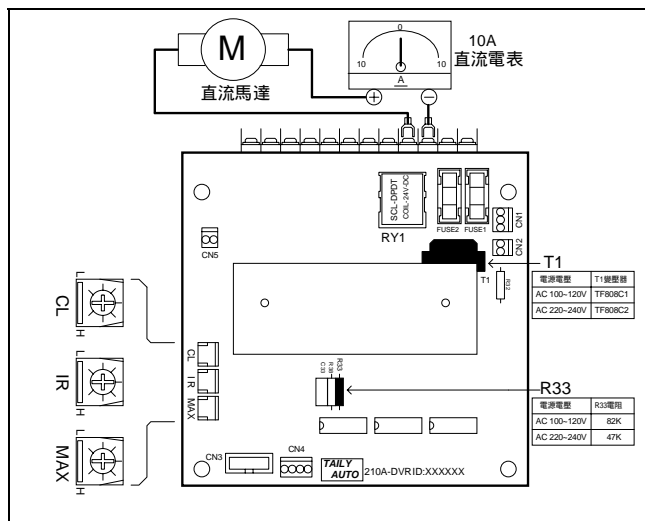 M
直流馬達
0
10
10
A
10A
直流電表
SCL-DPDT
COIL-24V-DC
RY1
FUSE2
FUSE1
CN1
CN2
CN5
T1
R32
T1
電源電壓 T1變壓器
AC 100~120V TF808C1
AC 220~240V TF808C2
L
CL
H
IR
MAX
L
H
CL
IR
MAX
C33
R38
R33
R33
電源電壓 R33電阻
AC 100~120V 82K
AC 220~240V 47K
CN3
CN4
TAILY
AUTO
210A-DVRID:XXXXXX